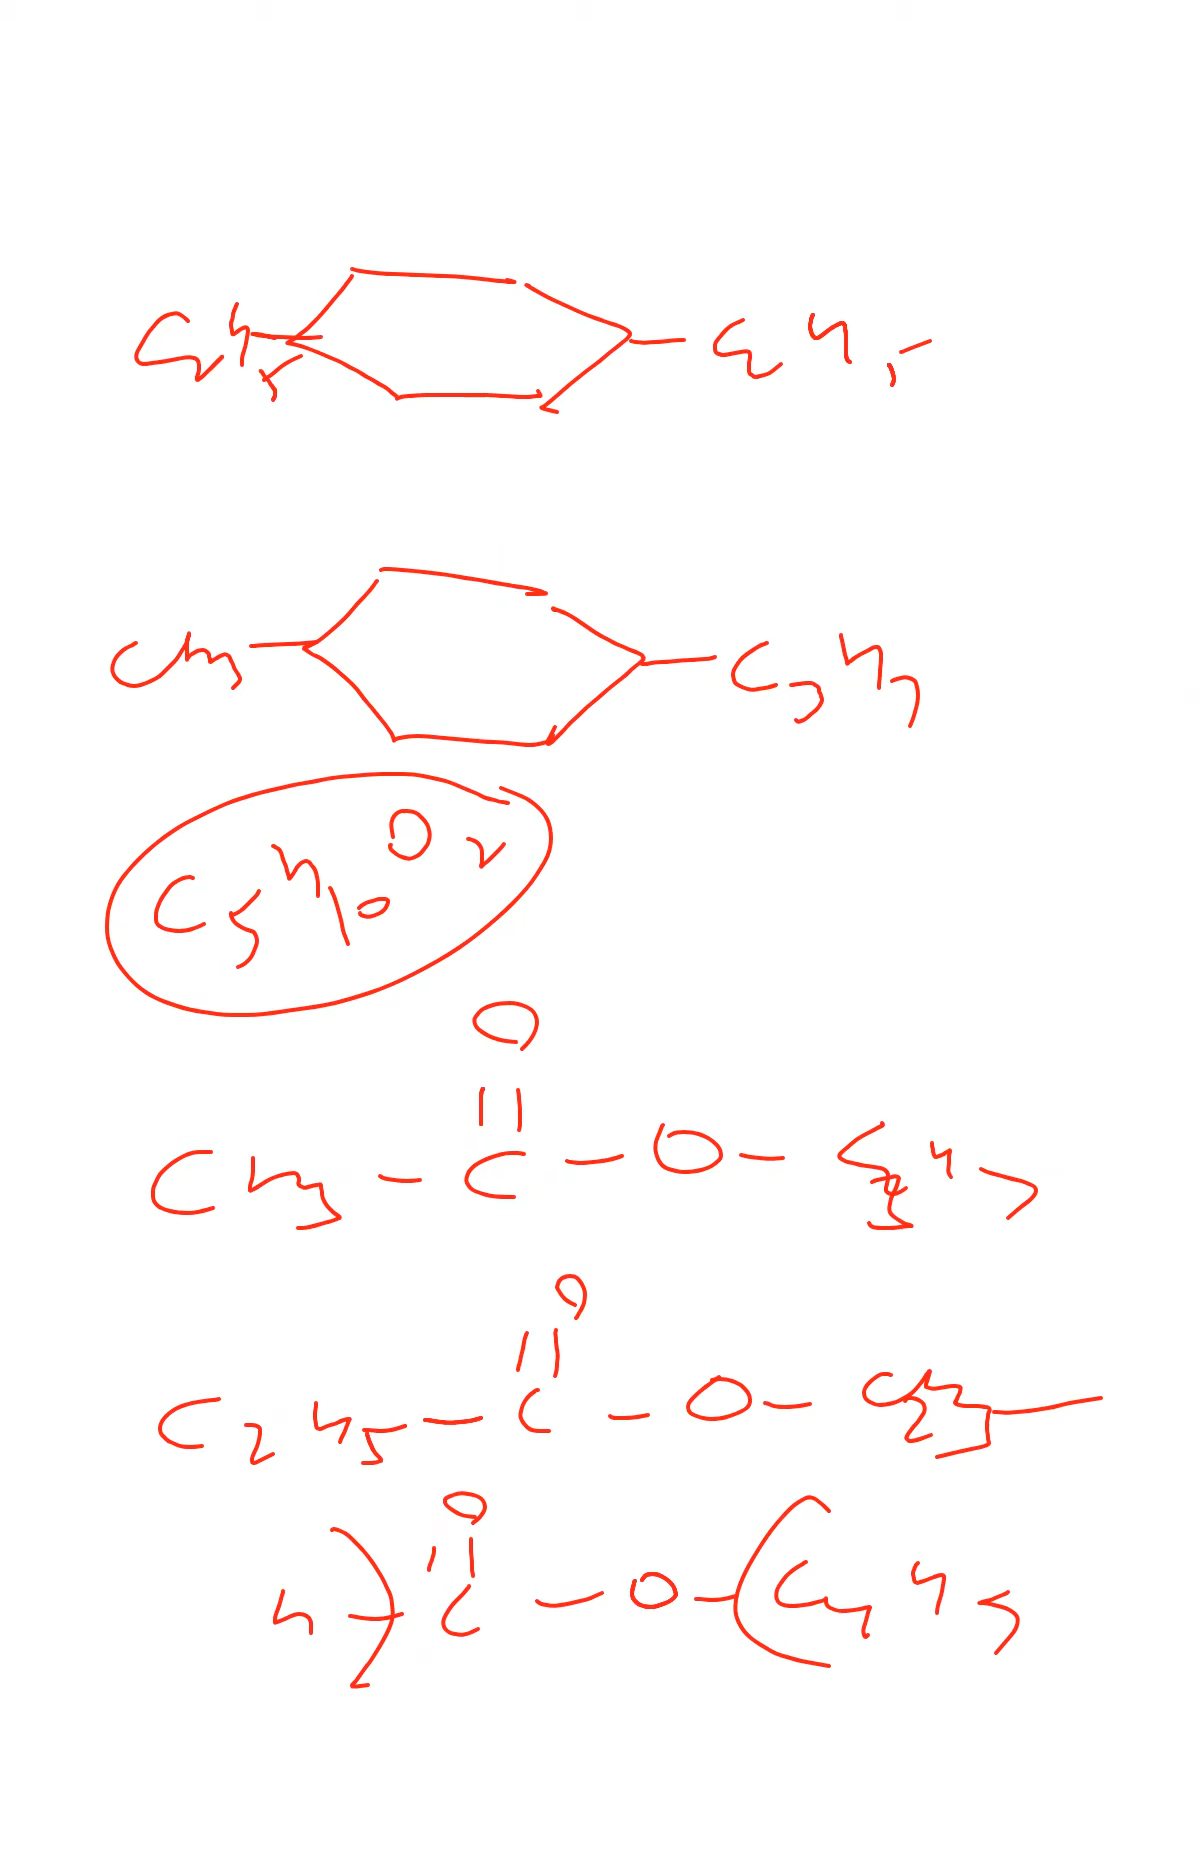 C2H5 C2H5
CH3 C3H7
C5H10O2
O
CH3 - C - O - C3H7
O
C2H5 - C - O - C2H5
O
H - C - O - C4H9